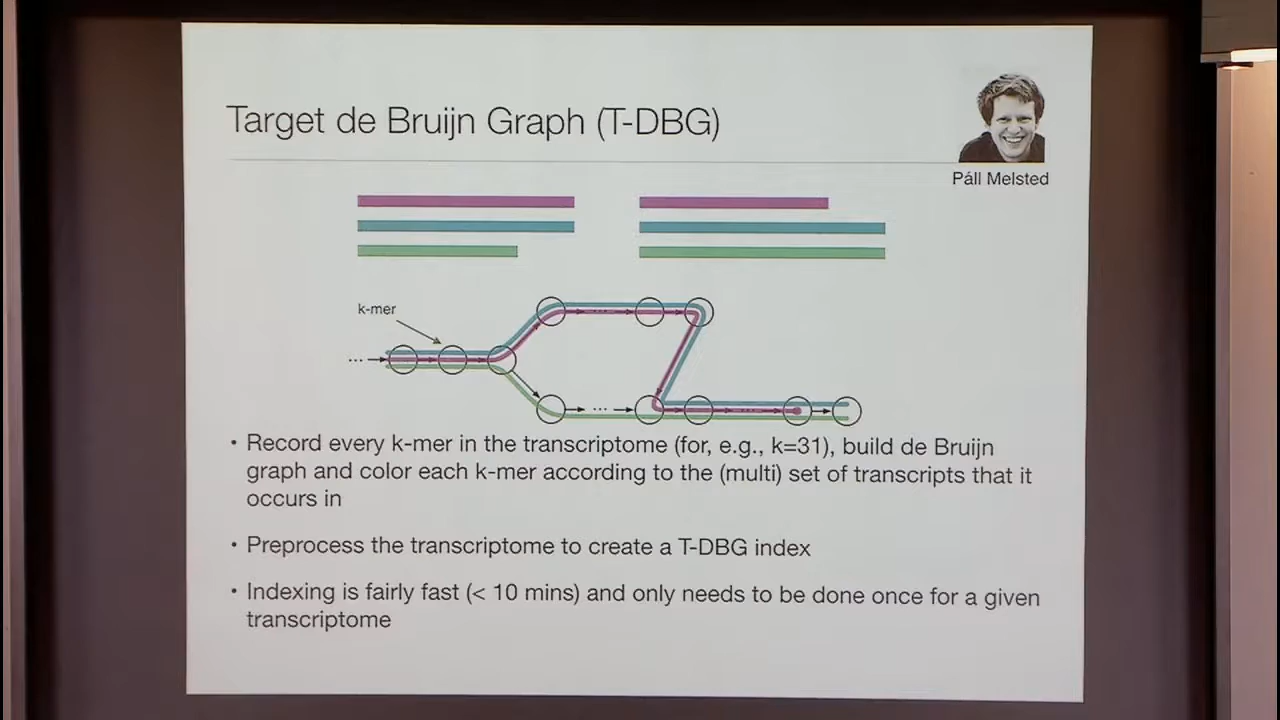 Target de Bruijn Graph (T-DBG)
Páll Melsted
k-mer
...
...
...
...
• Record every k-mer in the transcriptome (for, e.g., k=31), build de Bruijn
graph and color each k-mer according to the (multi) set of transcripts that it
occurs in
• Preprocess the transcriptome to create a T-DBG index
• Indexing is fairly fast (< 10 mins) and only needs to be done once for a given
transcriptome